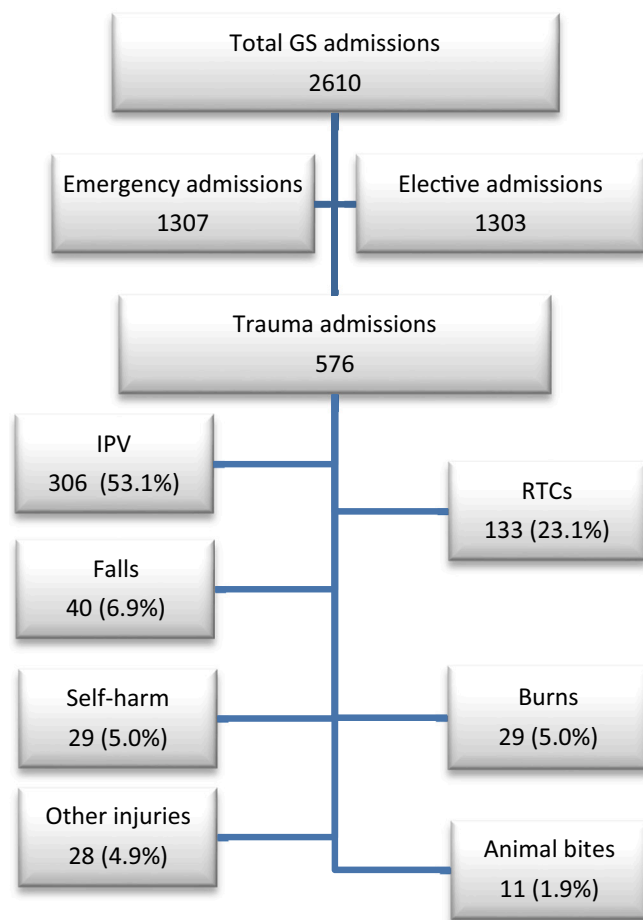 Total GS admissions
2610
Emergency admissions
1307
Elective admissions
1303
Trauma admissions
576
IPV
306 (53.1%)
RTCs
133 (23.1%)
Falls
40 (6.9%)
Self-harm
29 (5.0%)
Burns
29 (5.0%)
Other injuries
28 (4.9%)
Animal bites
11 (1.9%)